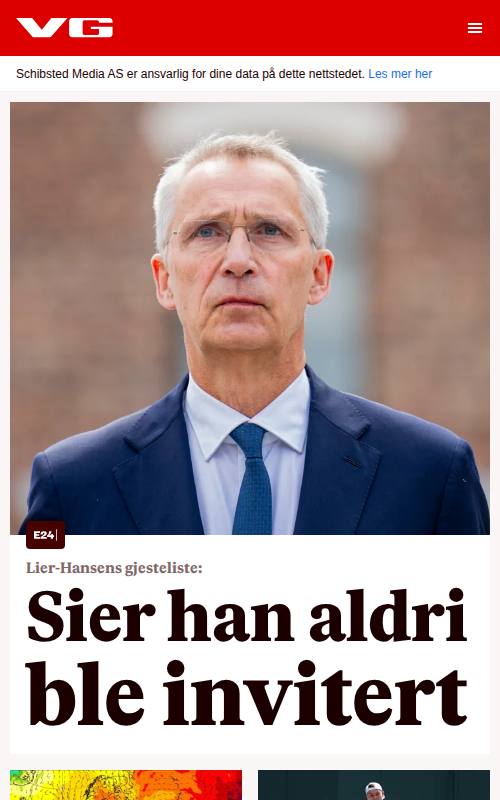 VG
Schibsted Media AS er ansvarlig for dine data på dette nettstedet. Les mer her
E24
Lier-Hansens gjesteliste:
Sier han aldri
ble invitert